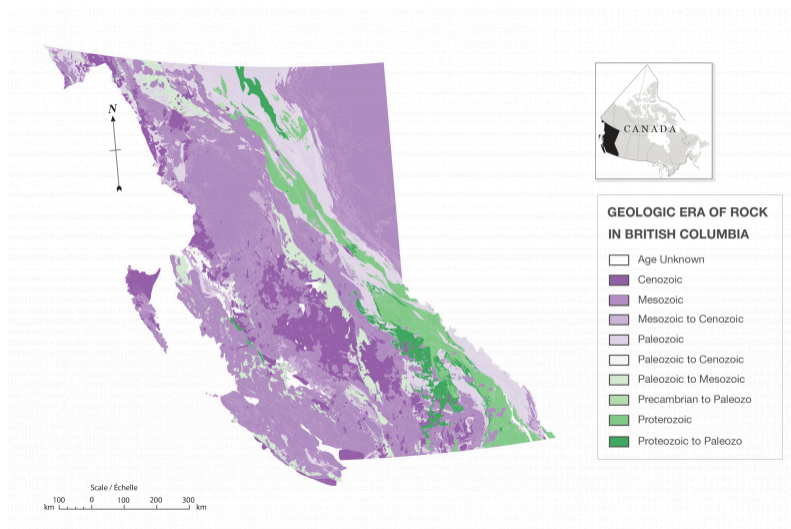 N
CANADA
GEOLOGIC ERA OF ROCK
IN BRITISH COLUMBIA
Age Unknown
Cenozoic
Mesozoic
Mesozoic to Cenozoic
Paleozoic
Paleozoic to Cenozoic
Paleozoic to Mesozoic
Precambrian to Paleozo
Proterozoic
Proteozoic to Paleozo
Scale / Échelle
100 0 100 200 300
km km